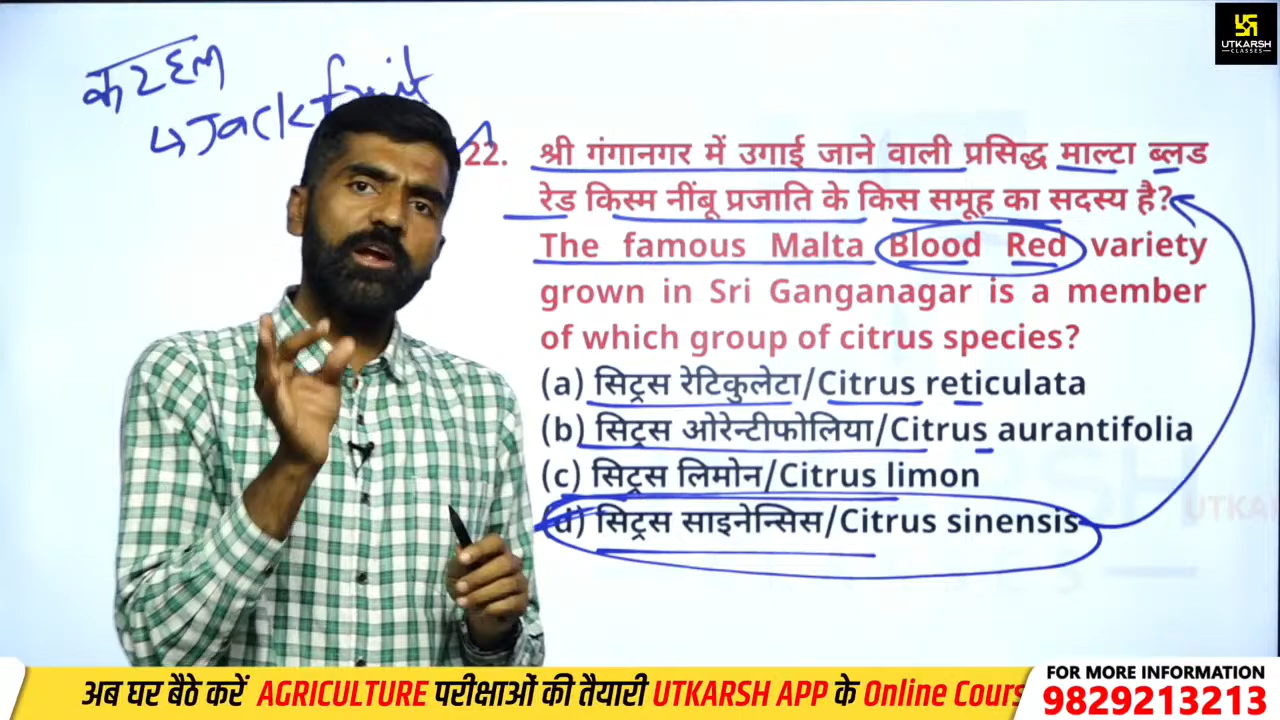 UTKARSH
CLASSES
कटहल
↳ Jackfruit
22. श्री गंगानगर में उगाई जाने वाली प्रसिद्ध माल्टा ब्लड
रेड किस्म नींबू प्रजाति के किस समूह का सदस्य है?
The famous Malta Blood Red variety
grown in Sri Ganganagar is a member
of which group of citrus species?
(a) सिट्रस रेटिकुलेटा/Citrus reticulata
(b) सिट्रस ओरेन्टीफोलिया/Citrus aurantifolia
(c) सिट्रस लिमोन/Citrus limon
(d) सिट्रस साइनेन्सिस/Citrus sinensis
अब घर बैठे करें AGRICULTURE परीक्षाओं की तैयारी UTKARSH APP के Online Cours
FOR MORE INFORMATION
9829213213